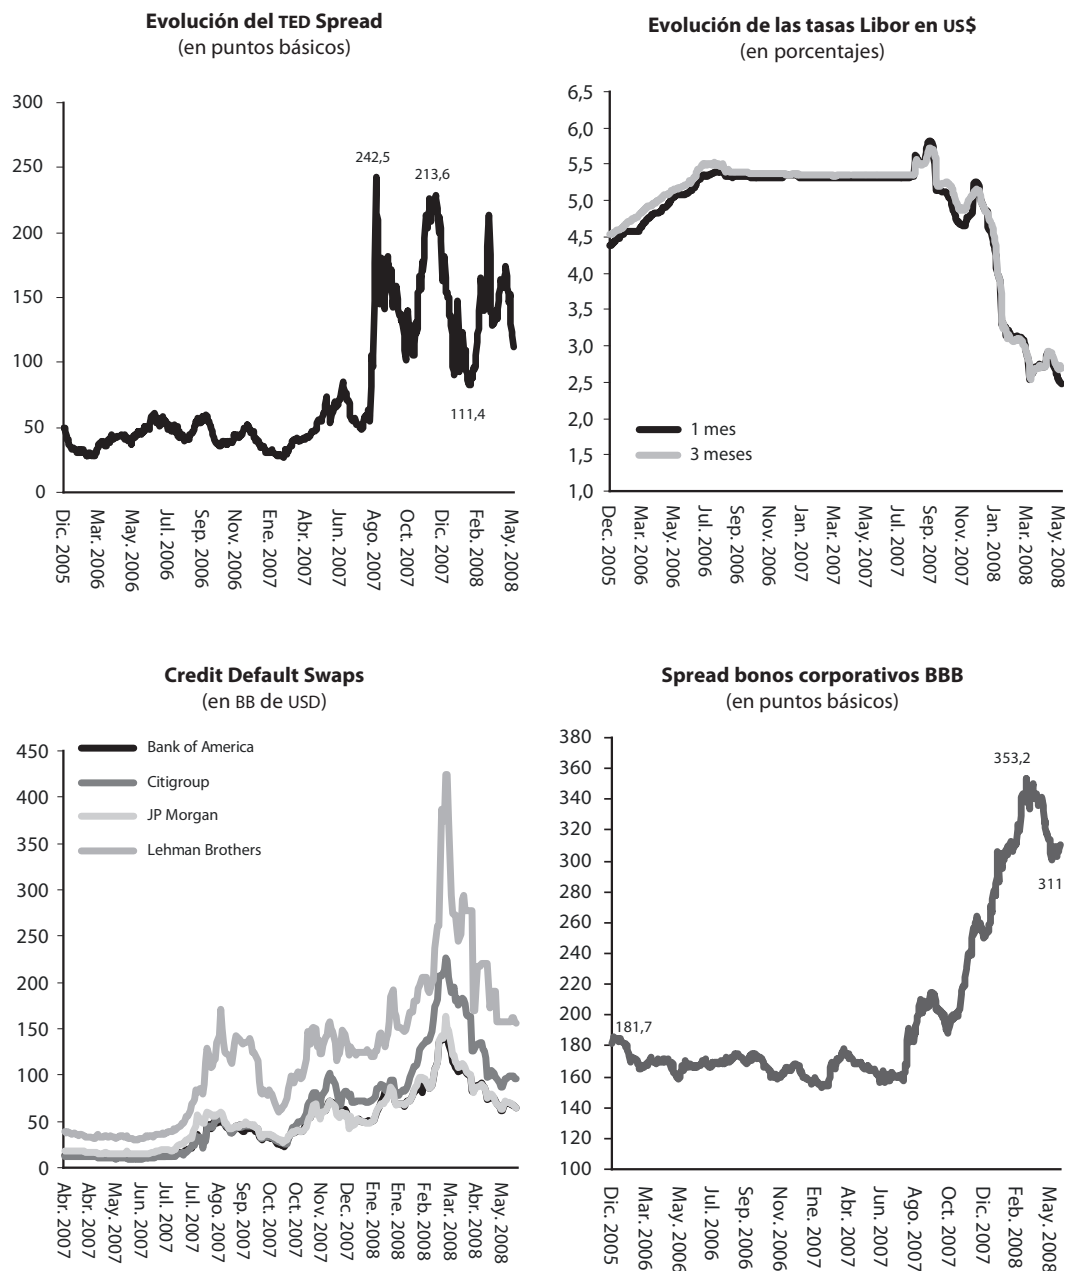 Evolución del TED Spread
(en puntos básicos)
300
250
200
150
100
50
0
242,5
213,6
111,4
Dic. 2005
Mar. 2006
May. 2006
Jul. 2006
Sep. 2006
Nov. 2006
Ene. 2007
Abr. 2007
Jun. 2007
Ago. 2007
Oct. 2007
Dic. 2007
Feb. 2008
May. 2008
Evolución de las tasas Libor en US$
(en porcentajes)
6,5
6,0
5,5
5,0
4,5
4,0
3,5
3,0
2,5
2,0
1,5
1,0
1 mes
3 meses
Dec. 2005
Mar. 2006
May. 2006
Jul. 2006
Sep. 2006
Nov. 2006
Jan. 2007
Mar. 2007
May. 2007
Jul. 2007
Sep. 2007
Nov. 2007
Jan. 2008
Mar. 2008
May. 2008
Credit Default Swaps
(en BB de USD)
450
400
350
300
250
200
150
100
50
0
Bank of America
Citigroup
JP Morgan
Lehman Brothers
Abr. 2007
Abr. 2007
May. 2007
Jun. 2007
Jul. 2007
Jul. 2007
Ago. 2007
Sep. 2007
Oct. 2007
Oct. 2007
Nov. 2007
Dec. 2007
Ene. 2008
Ene. 2008
Feb. 2008
Mar. 2008
Abr. 2008
May. 2008
Spread bonos corporativos BBB
(en puntos básicos)
380
360
340
320
300
280
260
240
220
200
180
160
140
120
100
181,7
353,2
311
Dic. 2005
Mar. 2006
May. 2006
Jul. 2006
Sep. 2006
Nov. 2006
Ene. 2007
Abr. 2007
Jun. 2007
Ago. 2007
Oct. 2007
Dic. 2007
Feb. 2008
May. 2008